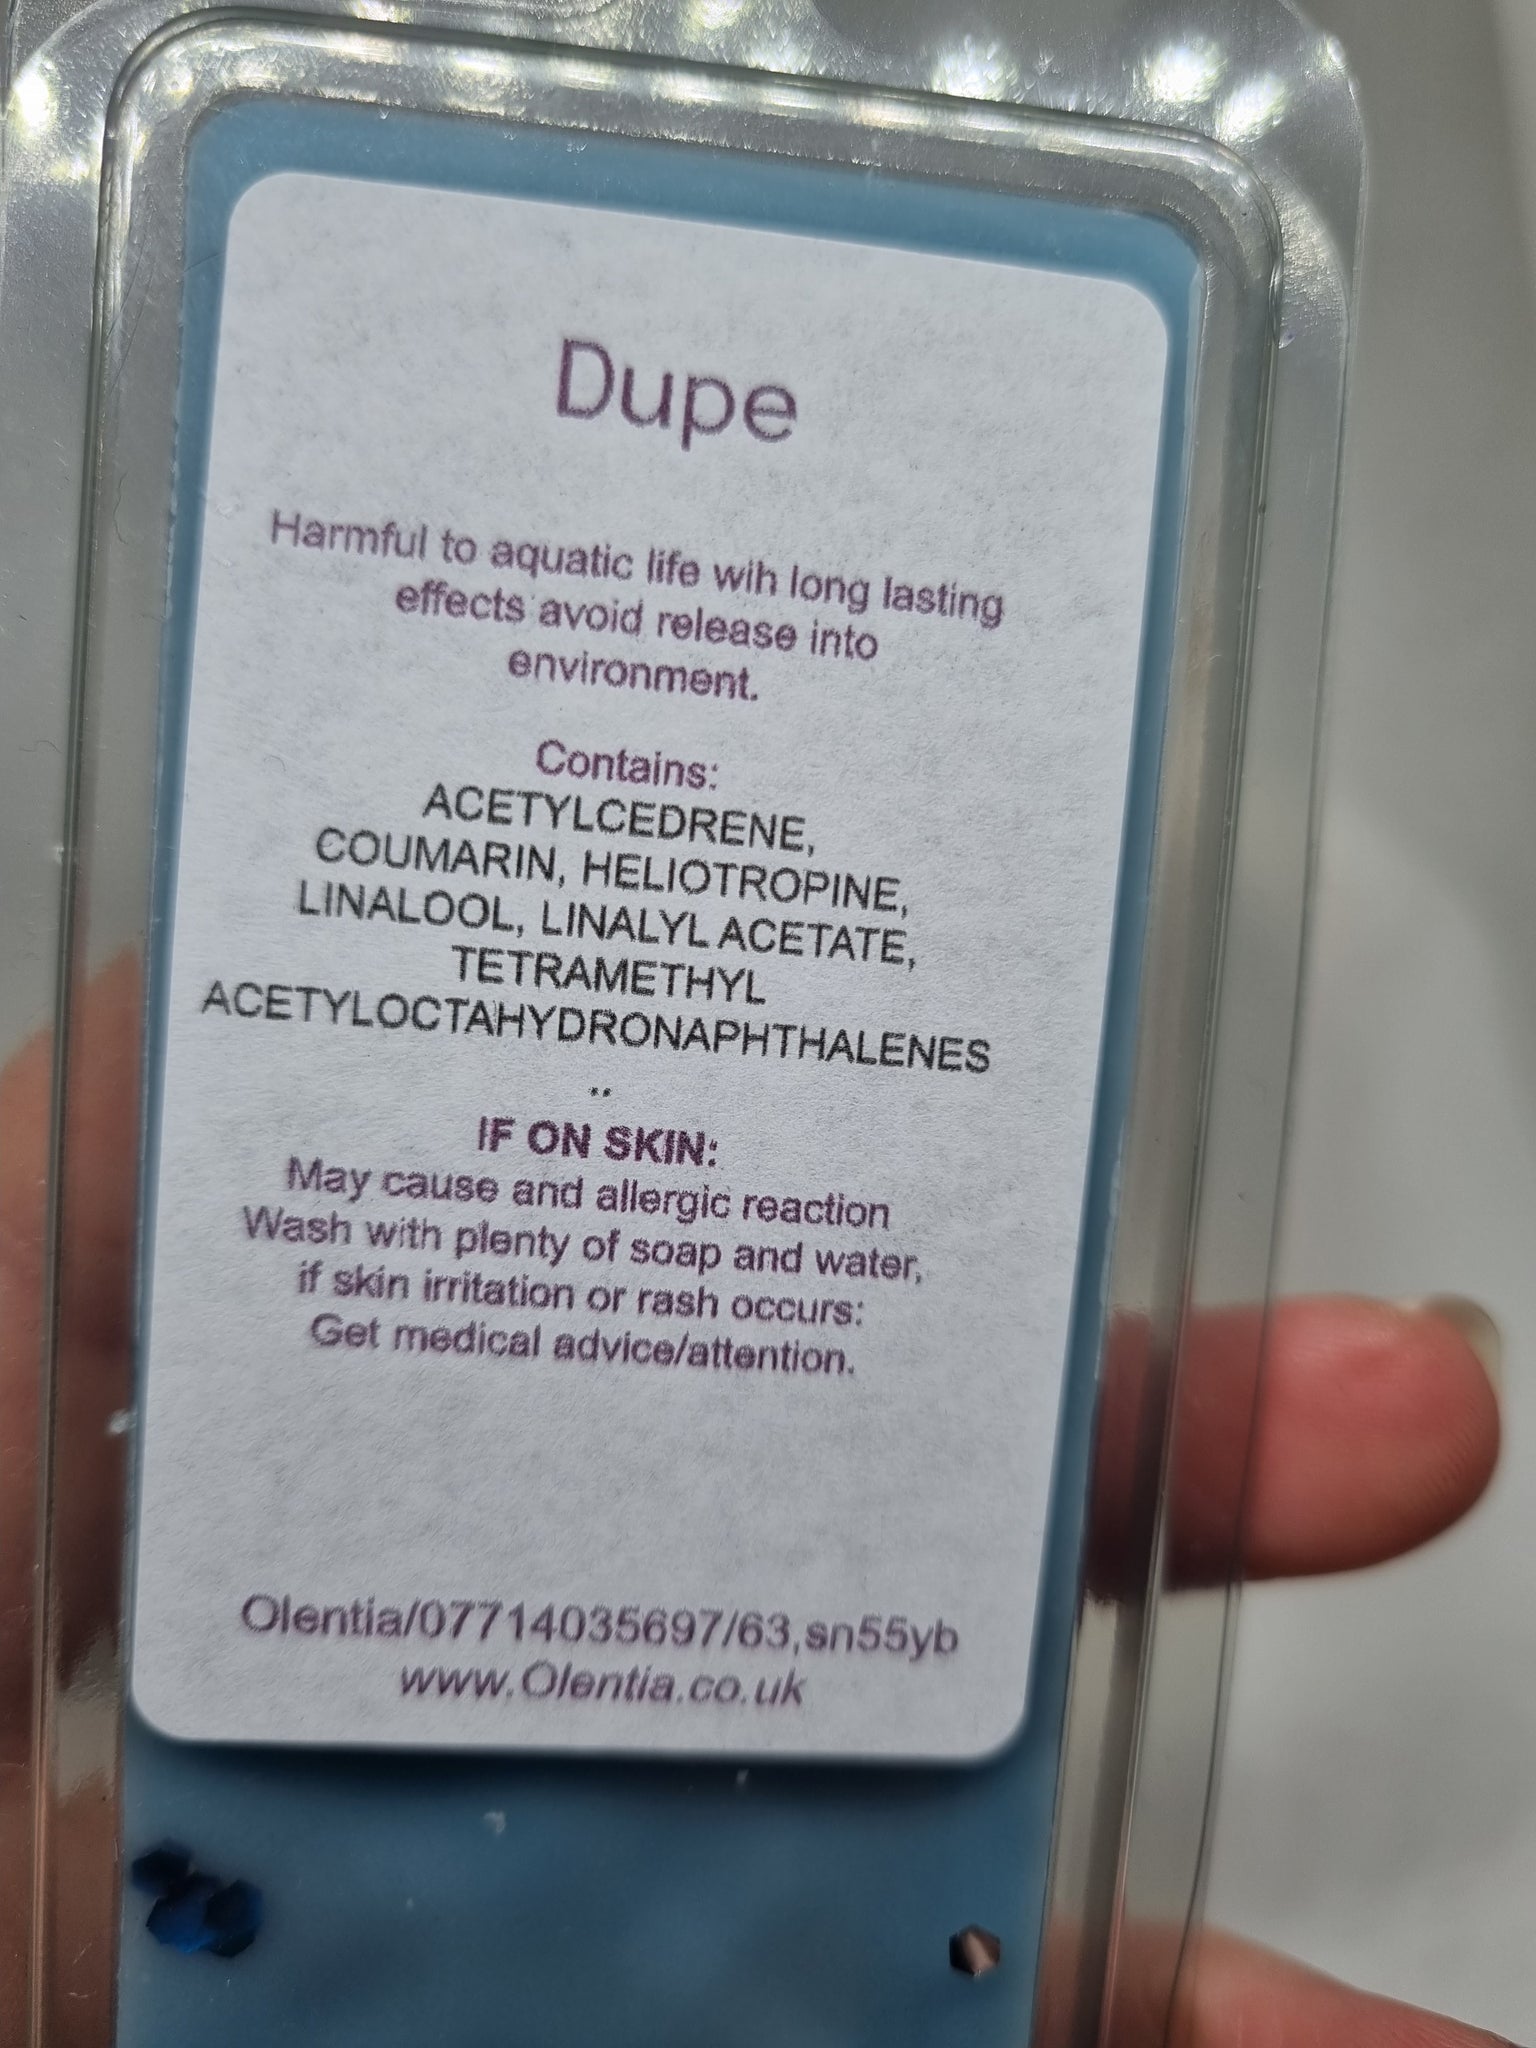 Dupe
Harmful to aquatic life wih long lasting
effects avoid release into
environment.
Contains:
ACETYLCEDRENE,
COUMARIN, HELIOTROPINE,
LINALOOL, LINALYL ACETATE,
TETRAMETHYL
ACETYLOCTAHYDRONAPHTHALENES
..
IF ON SKIN:
May cause and allergic reaction
Wash with plenty of soap and water,
if skin irritation or rash occurs:
Get medical advice/attention.
Olentia/07714035697/63,sn55yb
www.Olentia.co.uk